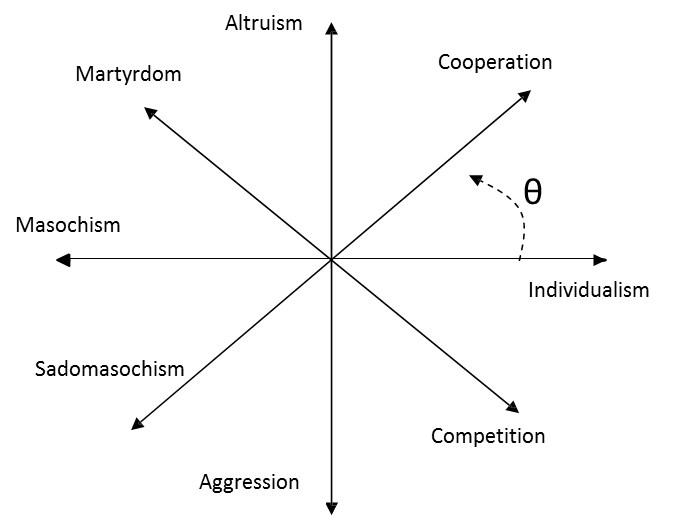 Altruism
Cooperation
Martyrdom
θ
Masochism
Individualism
Sadomasochism
Competition
Aggression